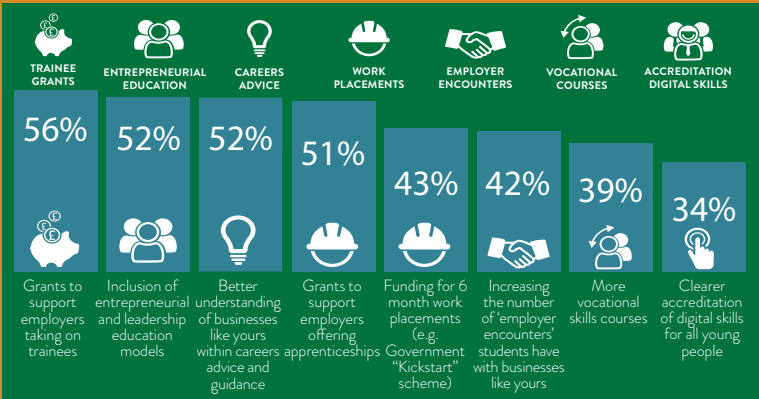 TRAINEE
GRANTS
ENTREPRENEURIAL
EDUCATION
CAREERS
ADVICE
WORK
PLACEMENTS
EMPLOYER
ENCOUNTERS
VOCATIONAL
COURSES
ACCREDITATION
DIGITAL SKILLS
56%
52%
52%
51%
43%
42%
39%
34%
Grants to
support
employers
taking on
trainees
Inclusion of
entrepreneurial
and leadership
education
models
Better
understanding
of businesses
like yours
within careers
advice and
guidance
Grants to
support
employers
offering
apprenticeships
Funding for 6
month work
placements
(e.g.
Government
“Kickstart”
scheme)
Increasing
the number
of ‘employer
encounters’
students have
with businesses
like yours
More
vocational
skills courses
Clearer
accreditation
of digital skills
for all young
people